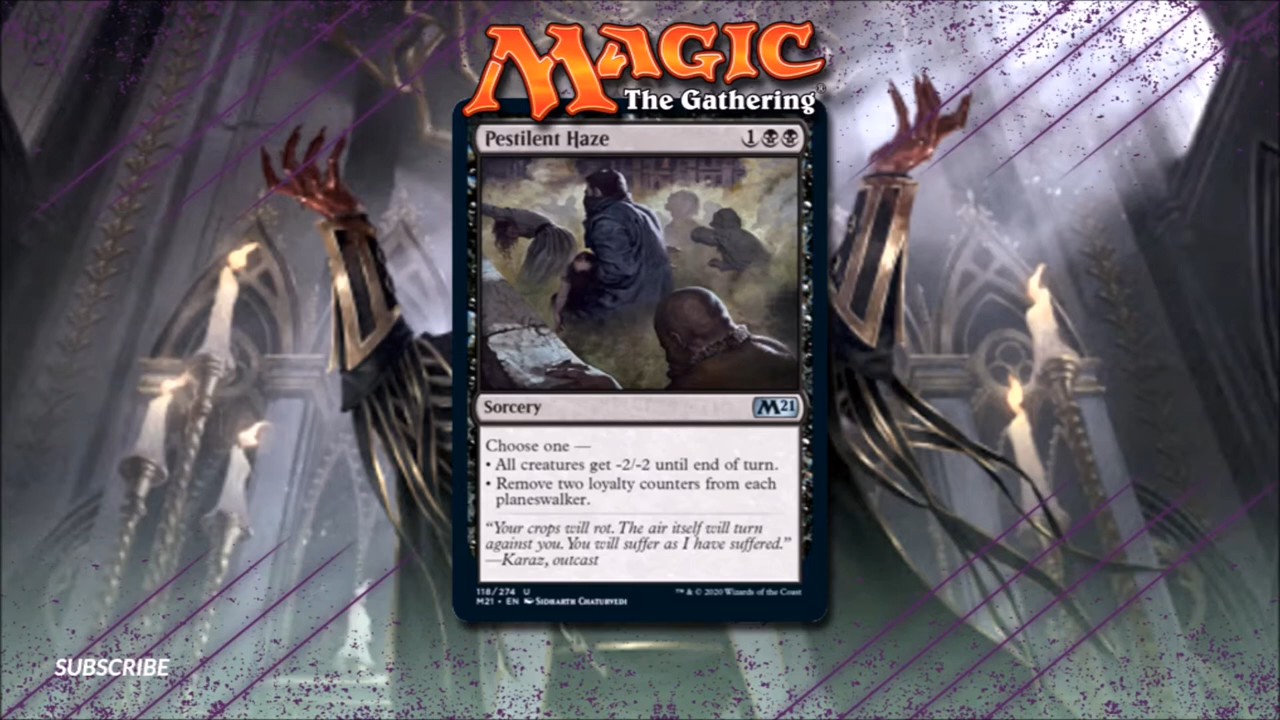 MAGIC
The Gathering®
Pestilent Haze 1
Sorcery M21
Choose one —
• All creatures get -2/-2 until end of turn.
• Remove two loyalty counters from each
planeswalker.
"Your crops will rot. The air itself will turn
against you. You will suffer as I have suffered."
—Karaz, outcast
118/274 U
M21 • EN Sidharth Chaturvedi
™ & © 2020 Wizards of the Coast
SUBSCRIBE